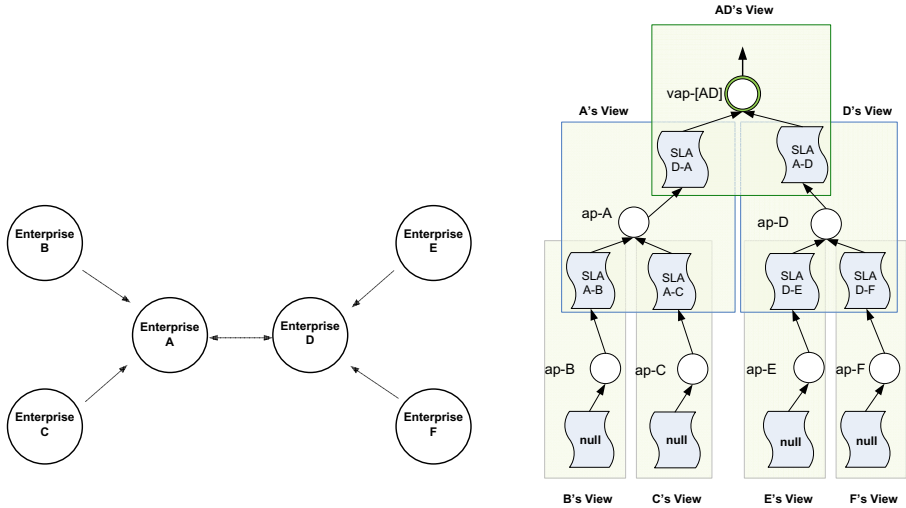 Enterprise
B
Enterprise
E
Enterprise
A
Enterprise
D
Enterprise
C
Enterprise
F
AD's View
vap-[AD]
A's View
D's View
SLA
D-A
SLA
A-D
ap-A
ap-D
SLA
A-B
SLA
A-C
SLA
D-E
SLA
D-F
ap-B
ap-C
ap-E
ap-F
null
null
null
null
B's View
C's View
E's View
F's View